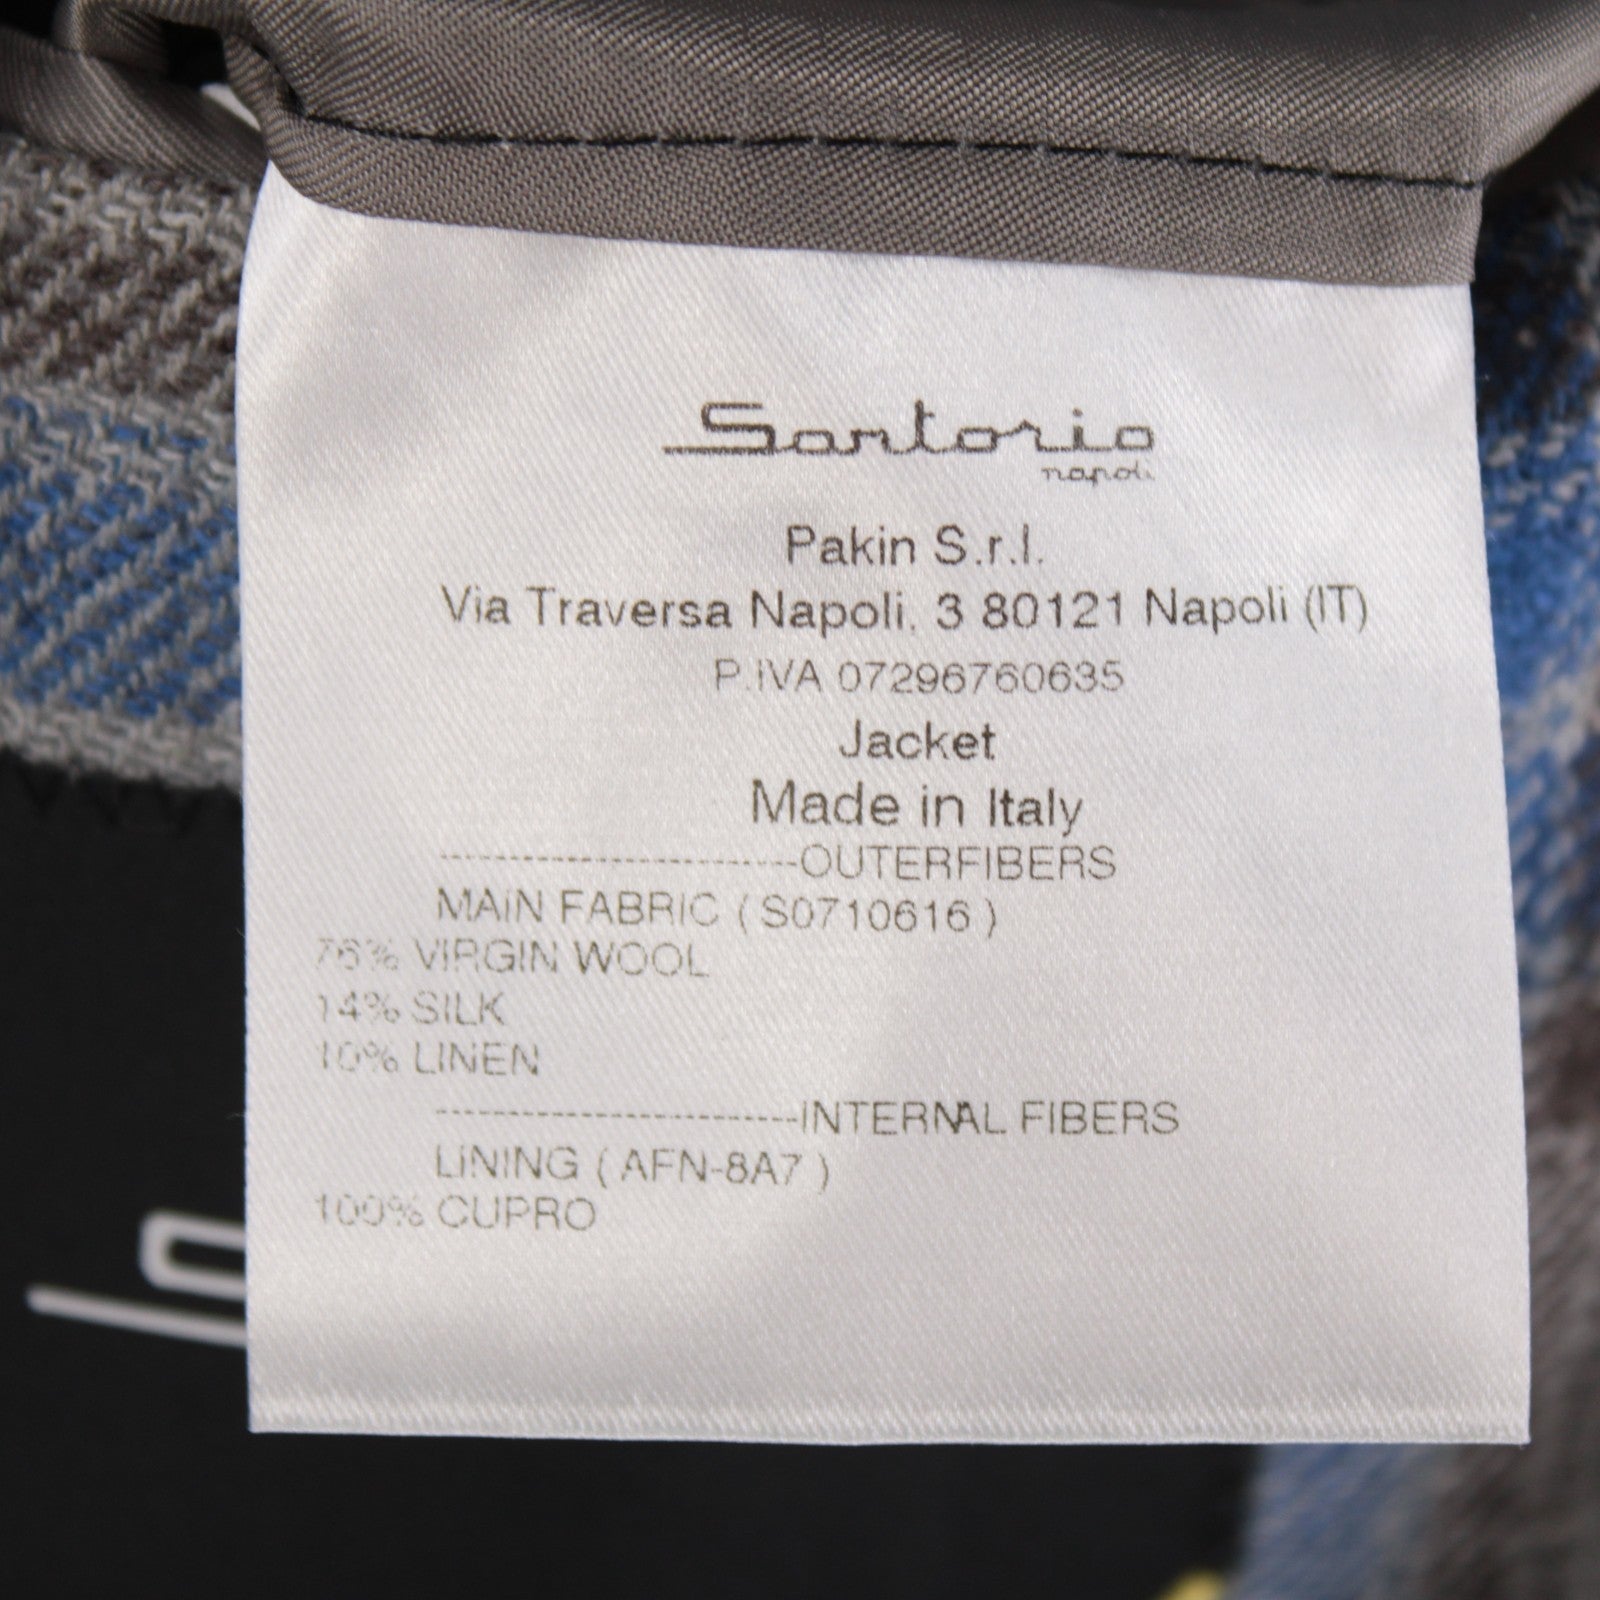 Sartorio
napoli
Pakin S.r.l.
Via Traversa Napoli, 3 80121 Napoli (IT)
P.IVA 07296760635
Jacket
Made in Italy
--------------------------OUTERFIBERS
MAIN FABRIC ( S0710616 )
76% VIRGIN WOOL
14% SILK
10% LINEN
--------------------------INTERNAL FIBERS
LINING ( AFN-8A7 )
100% CUPRO